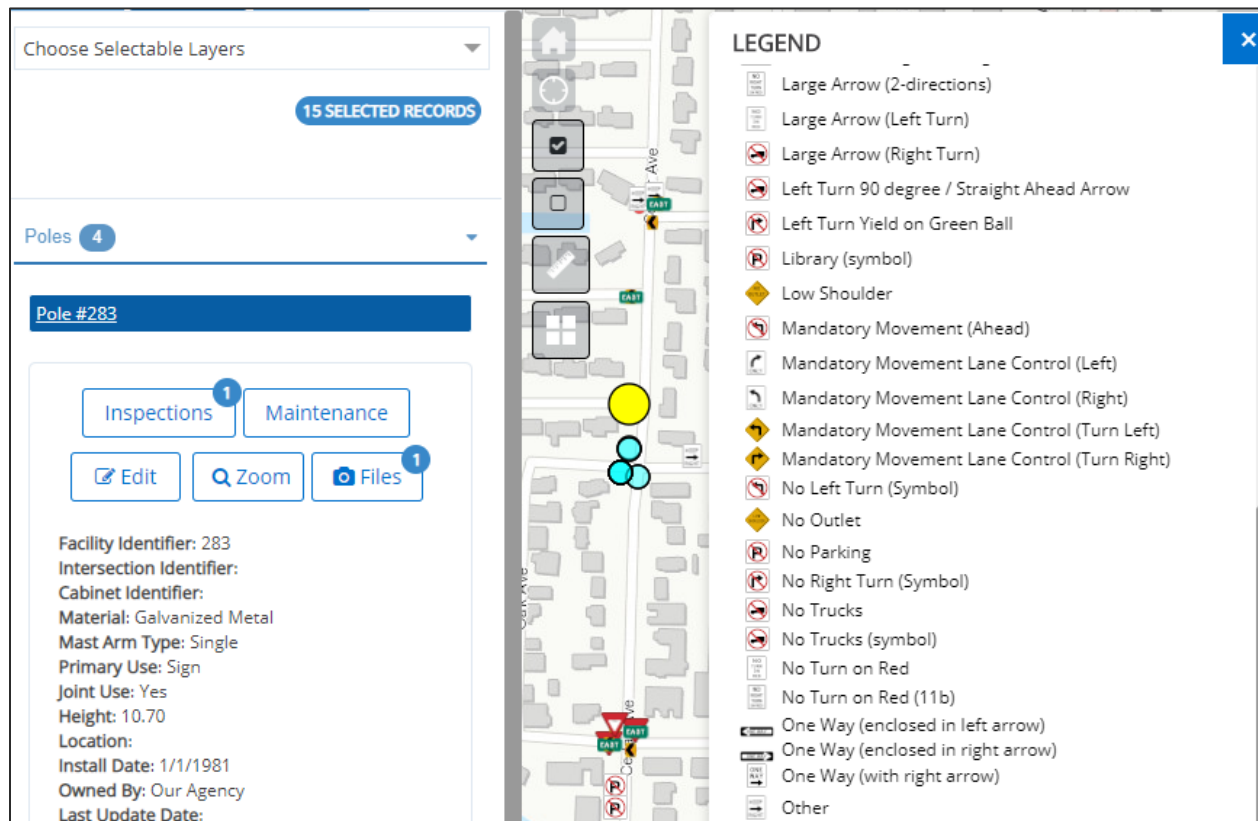 Choose Selectable Layers
15 SELECTED RECORDS
Poles 4
Pole #283
Inspections 1
Maintenance
Edit
Zoom
Files 1
Facility Identifier: 283
Intersection Identifier:
Cabinet Identifier:
Material: Galvanized Metal
Mast Arm Type: Single
Primary Use: Sign
Joint Use: Yes
Height: 10.70
Location:
Install Date: 1/1/1981
Owned By: Our Agency
Last Update Date:
Ave
EAST
EAST
Ave
EAST
EAST
LEGEND
Large Arrow (2-directions)
Large Arrow (Left Turn)
Large Arrow (Right Turn)
Left Turn 90 degree / Straight Ahead Arrow
Left Turn Yield on Green Ball
Library (symbol)
Low Shoulder
Mandatory Movement (Ahead)
Mandatory Movement Lane Control (Left)
Mandatory Movement Lane Control (Right)
Mandatory Movement Lane Control (Turn Left)
Mandatory Movement Lane Control (Turn Right)
No Left Turn (Symbol)
No Outlet
No Parking
No Right Turn (Symbol)
No Trucks
No Trucks (symbol)
No Turn on Red
No Turn on Red (11b)
One Way (enclosed in left arrow)
One Way (enclosed in right arrow)
One Way (with right arrow)
Other